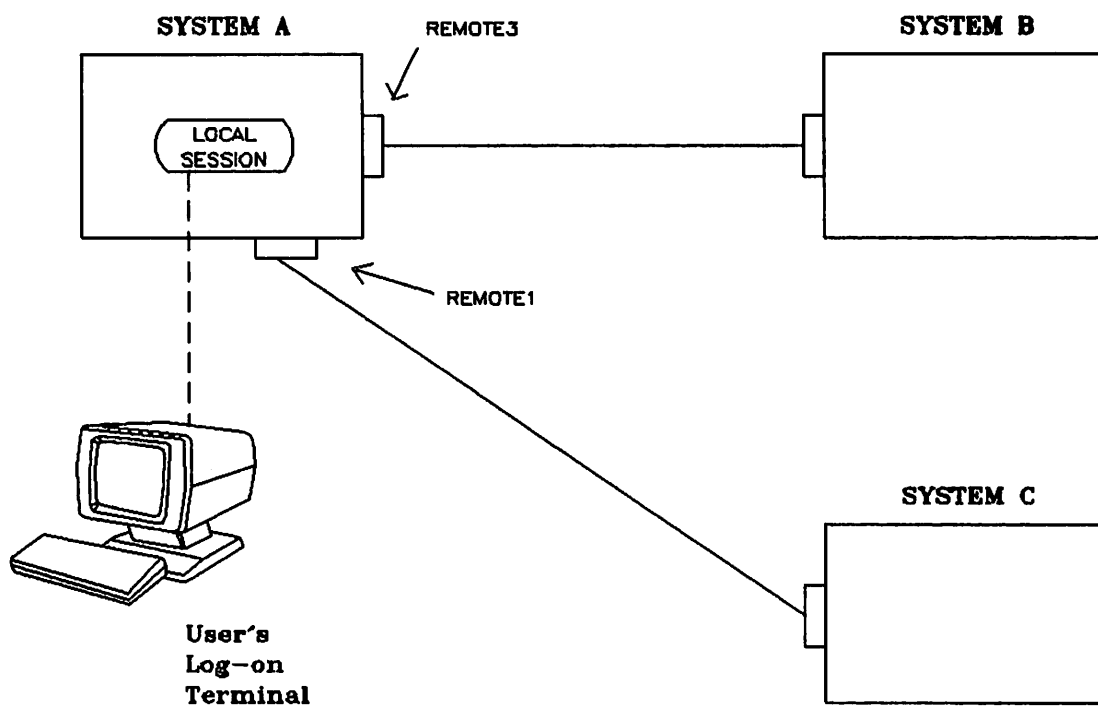 SYSTEM A
REMOTE3
SYSTEM B
LOCAL
SESSION
REMOTE1
SYSTEM C
User's
Log-on
Terminal